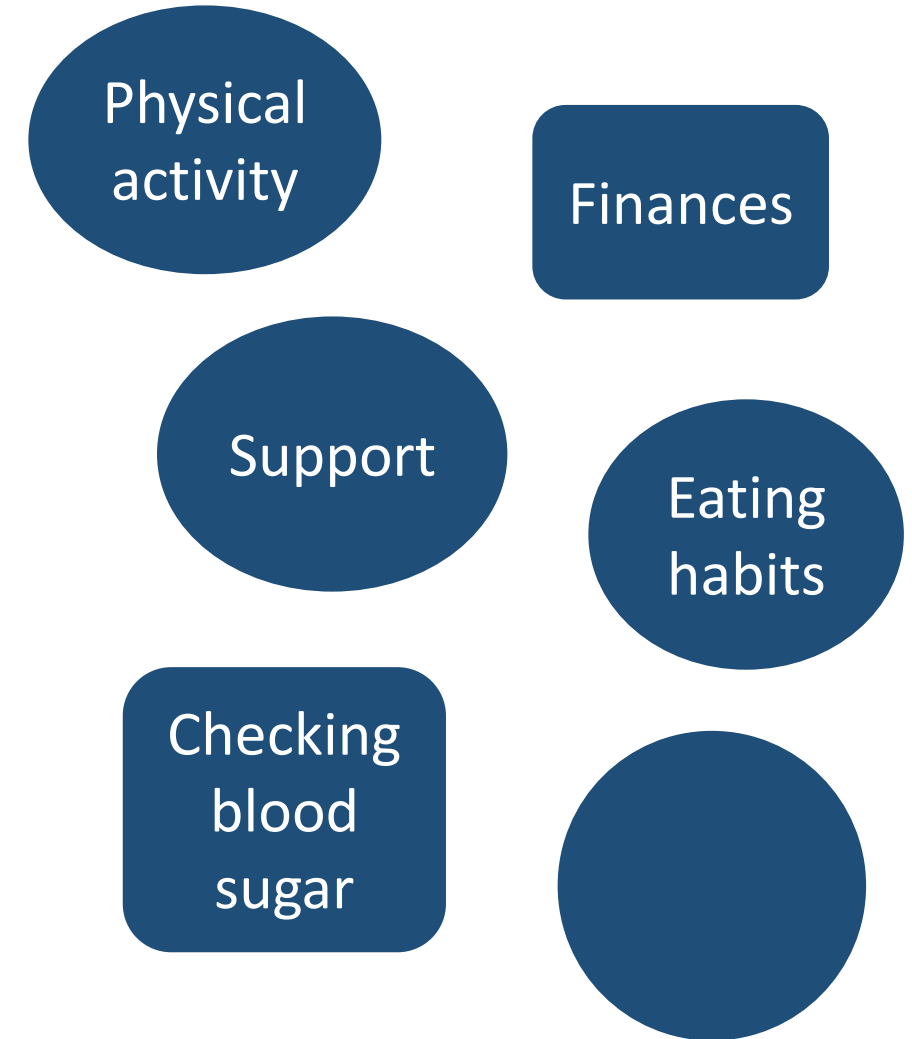 Physical
activity
Finances
Support
Eating
habits
Checking
blood
sugar